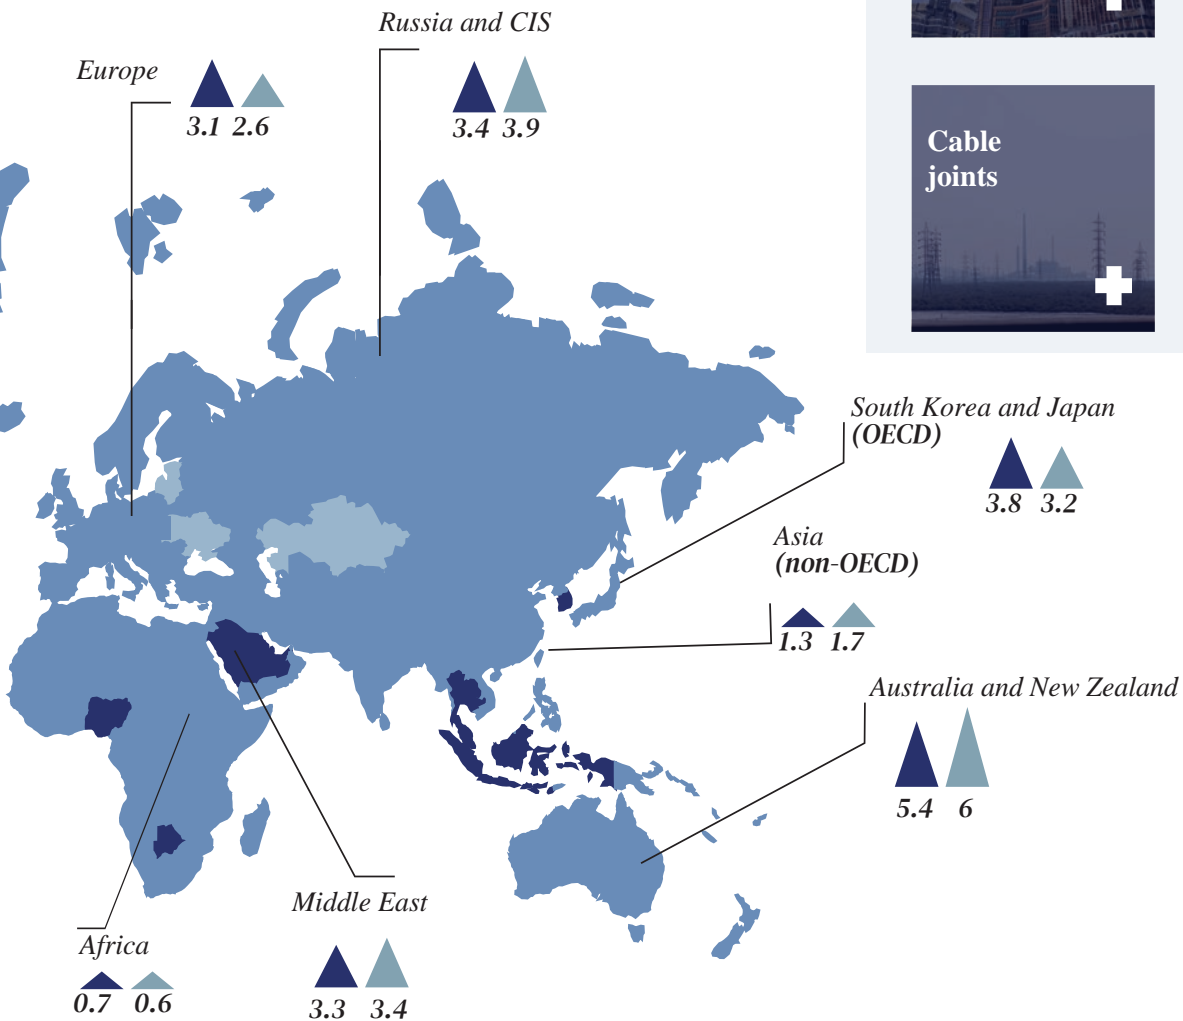 Russia and CIS
Europe
3.1 2.6
3.4 3.9
Cable
joints
South Korea and Japan
(OECD)
3.8 3.2
Asia
(non-OECD)
1.3 1.7
Australia and New Zealand
5.4 6
Middle East
3.3 3.4
Africa
0.7 0.6